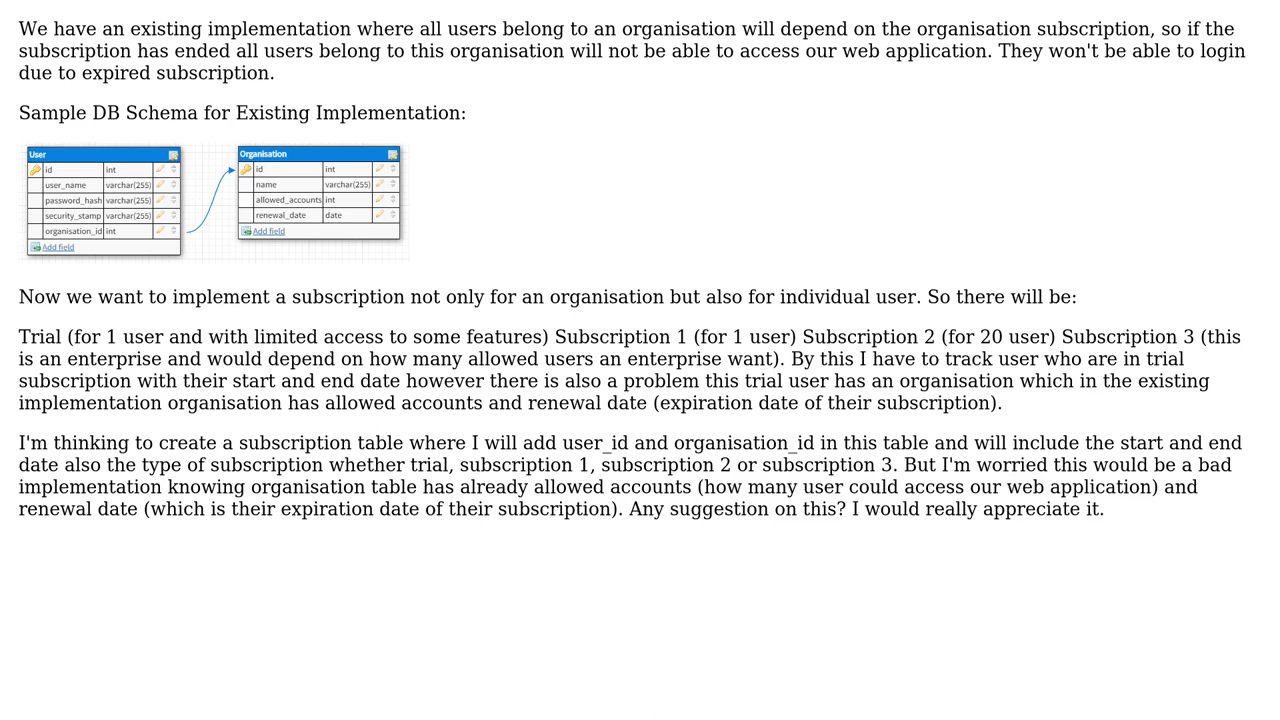 We have an existing implementation where all users belong to an organisation will depend on the organisation subscription, so if the
subscription has ended all users belong to this organisation will not be able to access our web application. They won't be able to login
due to expired subscription.
Sample DB Schema for Existing Implementation:
User
id int
user_name varchar(255)
password_hash varchar(255)
security_stamp varchar(255)
organisation_id int
Add field
Organisation
id int
name varchar(255)
allowed_accounts int
renewal_date date
Add field
Now we want to implement a subscription not only for an organisation but also for individual user. So there will be:
Trial (for 1 user and with limited access to some features) Subscription 1 (for 1 user) Subscription 2 (for 20 user) Subscription 3 (this
is an enterprise and would depend on how many allowed users an enterprise want). By this I have to track user who are in trial
subscription with their start and end date however there is also a problem this trial user has an organisation which in the existing
implementation organisation has allowed accounts and renewal date (expiration date of their subscription).
I'm thinking to create a subscription table where I will add user_id and organisation_id in this table and will include the start and end
date also the type of subscription whether trial, subscription 1, subscription 2 or subscription 3. But I'm worried this would be a bad
implementation knowing organisation table has already allowed accounts (how many user could access our web application) and
renewal date (which is their expiration date of their subscription). Any suggestion on this? I would really appreciate it.